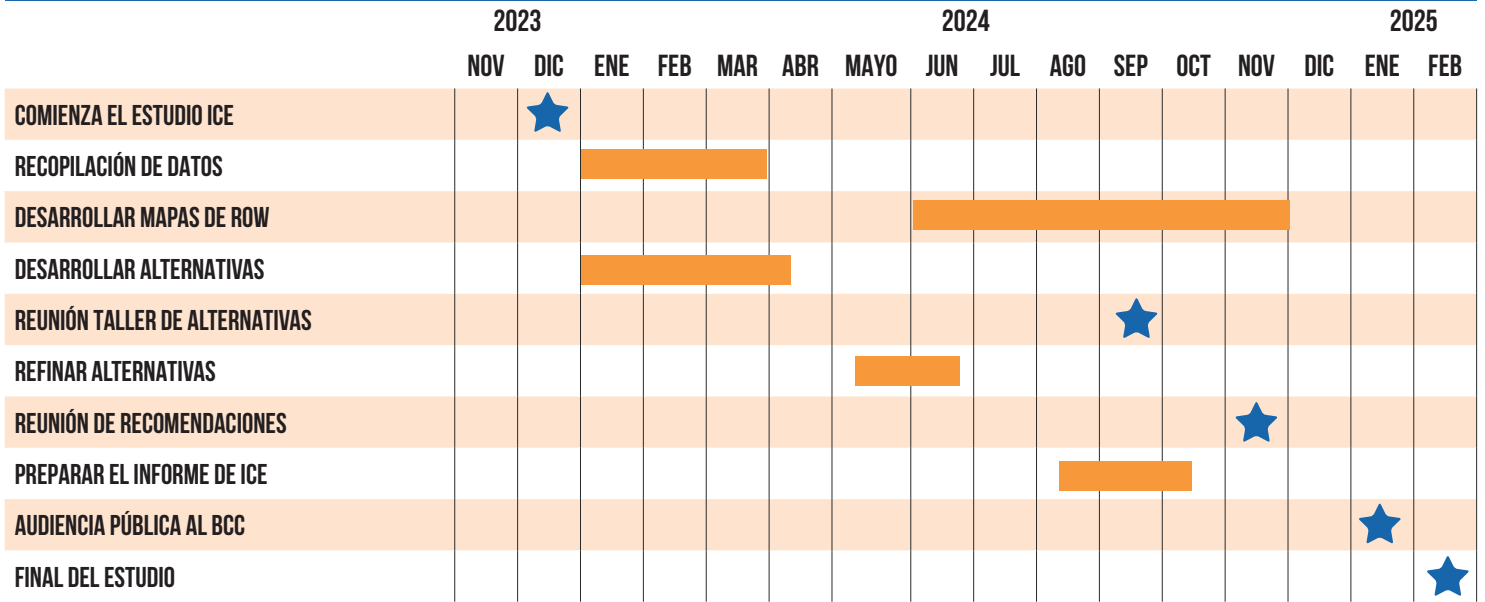 2023 2024 2025
NOV DIC ENE FEB MAR ABR MAYO JUN JUL AGO SEP OCT NOV DIC ENE FEB
COMIENZA EL ESTUDIO ICE
RECOPILACIÓN DE DATOS
DESARROLLAR MAPAS DE ROW
DESARROLLAR ALTERNATIVAS
REUNIÓN TALLER DE ALTERNATIVAS
REFINAR ALTERNATIVAS
REUNIÓN DE RECOMENDACIONES
PREPARAR EL INFORME DE ICE
AUDIENCIA PÚBLICA AL BCC
FINAL DEL ESTUDIO